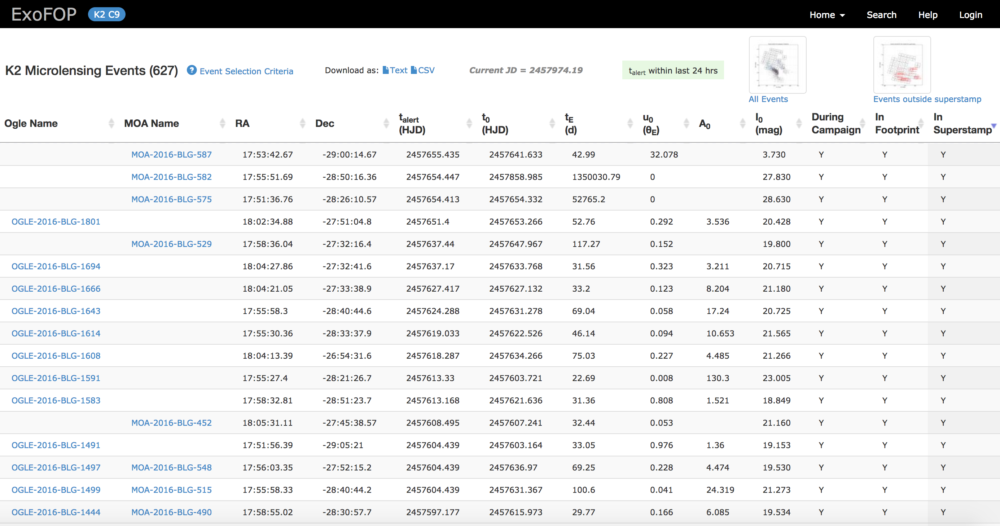 ExoFOP K2 C9 Home Search Help Login
K2 Microlensing Events (627) ? Event Selection Criteria Download as: Text CSV Current JD = 2457974.19 talert within last 24 hrs
All Events Events outside superstamp
Ogle Name MOA Name RA Dec talert (HJD) t0 (HJD) tE (d) u0 (θE) A0 I0 (mag) During Campaign In Footprint In Superstamp
MOA-2016-BLG-587 17:53:42.67 -29:00:14.67 2457655.435 2457641.633 42.99 32.078 3.730 Y Y Y
MOA-2016-BLG-582 17:55:51.69 -28:50:16.36 2457654.447 2457858.985 1350030.79 0 27.830 Y Y Y
MOA-2016-BLG-575 17:51:36.76 -28:26:10.57 2457654.413 2457654.332 52765.2 0 28.630 Y Y Y
OGLE-2016-BLG-1801 18:02:34.88 -27:51:04.8 2457651.4 2457653.266 52.76 0.292 3.536 20.428 Y Y Y
MOA-2016-BLG-529 17:58:36.04 -27:32:16.4 2457637.44 2457647.967 117.27 0.152 19.800 Y Y Y
OGLE-2016-BLG-1694 18:04:27.86 -27:32:41.6 2457637.17 2457633.768 31.56 0.323 3.211 20.715 Y Y Y
OGLE-2016-BLG-1666 18:04:21.05 -27:33:38.9 2457627.417 2457627.132 33.2 0.123 8.204 21.180 Y Y Y
OGLE-2016-BLG-1643 17:55:58.3 -28:40:44.6 2457624.288 2457631.278 69.04 0.058 17.24 20.725 Y Y Y
OGLE-2016-BLG-1614 17:55:30.36 -28:33:37.9 2457619.033 2457622.526 46.14 0.094 10.653 21.565 Y Y Y
OGLE-2016-BLG-1608 18:04:13.39 -26:54:31.6 2457618.287 2457634.266 75.03 0.227 4.485 21.266 Y Y Y
OGLE-2016-BLG-1591 17:55:27.4 -28:21:26.7 2457613.33 2457603.721 22.69 0.008 130.3 23.005 Y Y Y
OGLE-2016-BLG-1583 17:58:32.81 -28:51:23.7 2457613.168 2457621.636 31.36 0.808 1.521 18.849 Y Y Y
MOA-2016-BLG-452 18:05:31.11 -27:45:38.57 2457608.495 2457607.241 32.44 0.053 21.160 Y Y Y
OGLE-2016-BLG-1491 17:51:56.39 -29:05:21 2457604.439 2457603.164 33.05 0.976 1.36 19.153 Y Y Y
OGLE-2016-BLG-1497 MOA-2016-BLG-548 17:56:03.35 -27:52:15.2 2457604.439 2457636.97 69.25 0.228 4.474 19.530 Y Y Y
OGLE-2016-BLG-1499 MOA-2016-BLG-515 17:55:58.33 -28:40:44.2 2457604.439 2457631.367 100.6 0.041 24.319 21.273 Y Y Y
OGLE-2016-BLG-1444 MOA-2016-BLG-490 17:58:55.02 -28:30:57.7 2457597.177 2457615.973 29.77 0.166 6.085 19.534 Y Y Y